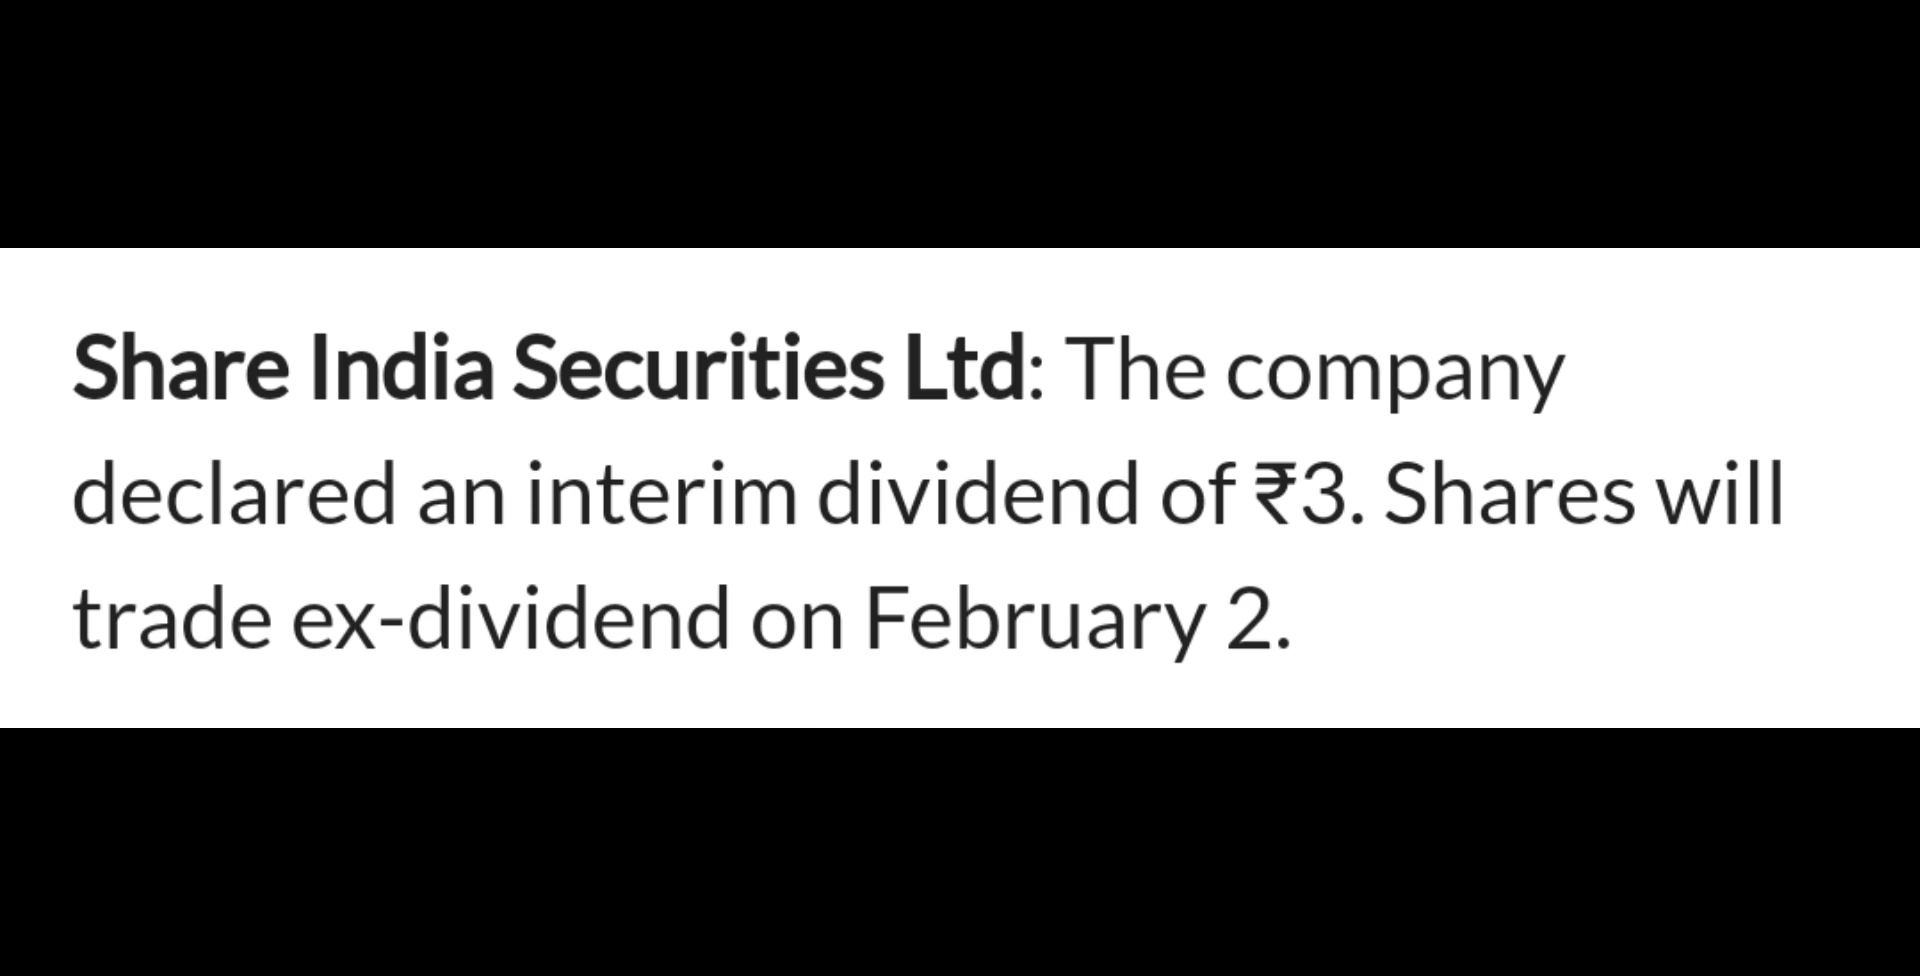 Share India Securities Ltd: The company
declared an interim dividend of ₹3. Shares will
trade ex-dividend on February 2.